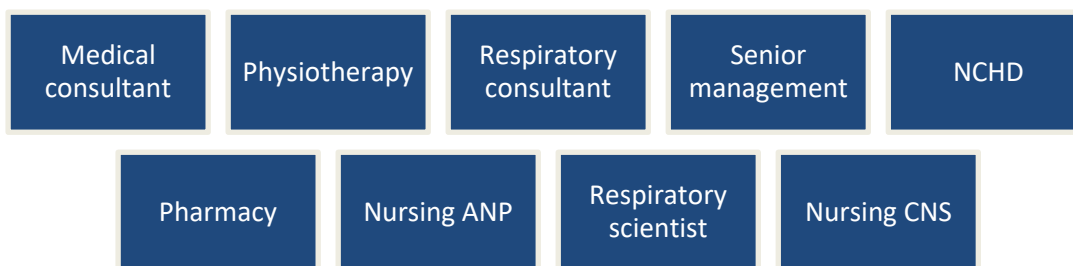 Medical
consultant
Physiotherapy
Respiratory
consultant
Senior
management
NCHD
Pharmacy
Nursing ANP
Respiratory
scientist
Nursing CNS